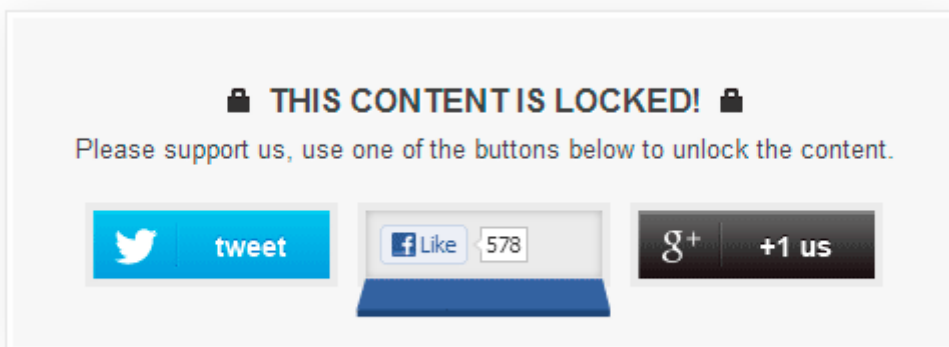 THIS CONTENT IS LOCKED!
Please support us, use one of the buttons below to unlock the content.
tweet
f Like 578
g+ +1 us